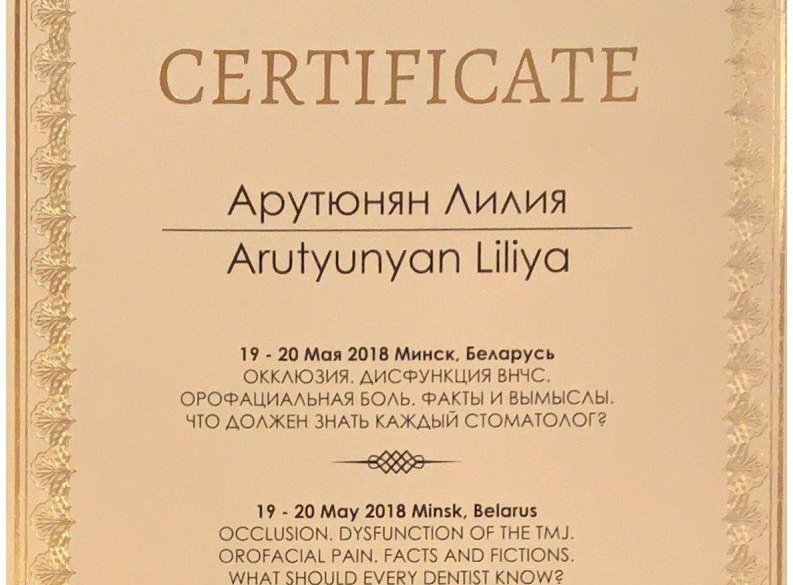 CERTIFICATE
Арутюнян Лилия
Arutyunyan Liliya
19 - 20 Мая 2018 Минск, Беларусь
ОККЛЮЗИЯ. ДИСФУНКЦИЯ ВНЧС.
ОРОФАЦИАЛЬНАЯ БОЛЬ. ФАКТЫ И ВЫМЫСЛЫ.
ЧТО ДОЛЖЕН ЗНАТЬ КАЖДЫЙ СТОМАТОЛОГ?
19 - 20 May 2018 Minsk, Belarus
OCCLUSION. DYSFUNCTION OF THE TMJ.
OROFACIAL PAIN. FACTS AND FICTIONS.
WHAT SHOULD EVERY DENTIST KNOW?